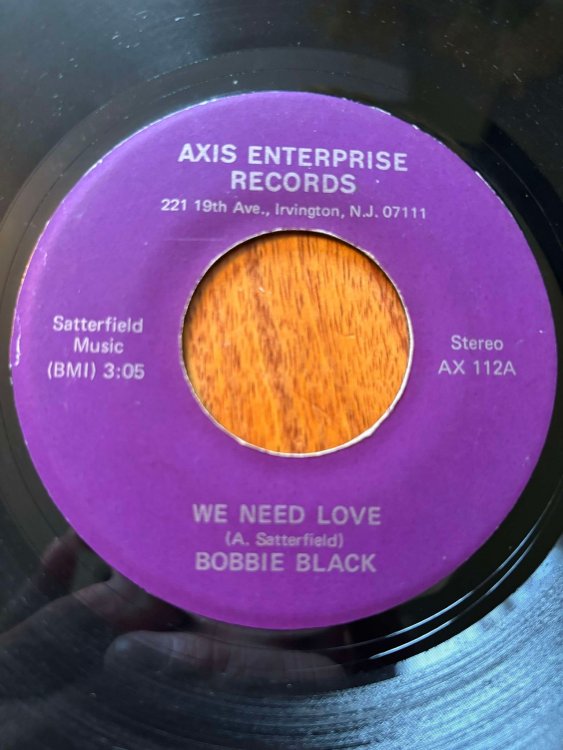 AXIS ENTERPRISE
RECORDS
221 19th Ave., Irvington, N.J. 07111
Satterfield
Music
(BMI) 3:05
Stereo
AX 112A
WE NEED LOVE
(A. Satterfield)
BOBBIE BLACK